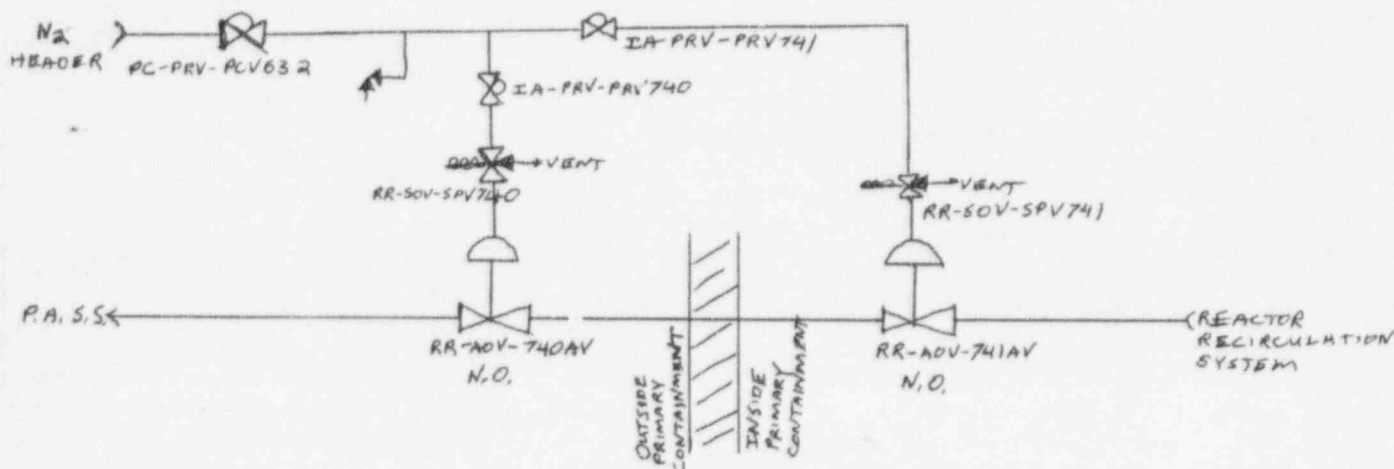 N2
HEADER
PC-PRV-PCV632
IA-PRV-PRV741
IA-PRV-PRV740
VENT
RR-SOV-SPV740
VENT
RR-SOV-SPV741
P.A.S.S.
RR-AOV-740AV
N.O.
OUTSIDE
PRIMARY
CONTAINMENT
INSIDE
PRIMARY
CONTAINMENT
RR-AOV-741AV
N.O.
REACTOR
RECIRCULATION
SYSTEM